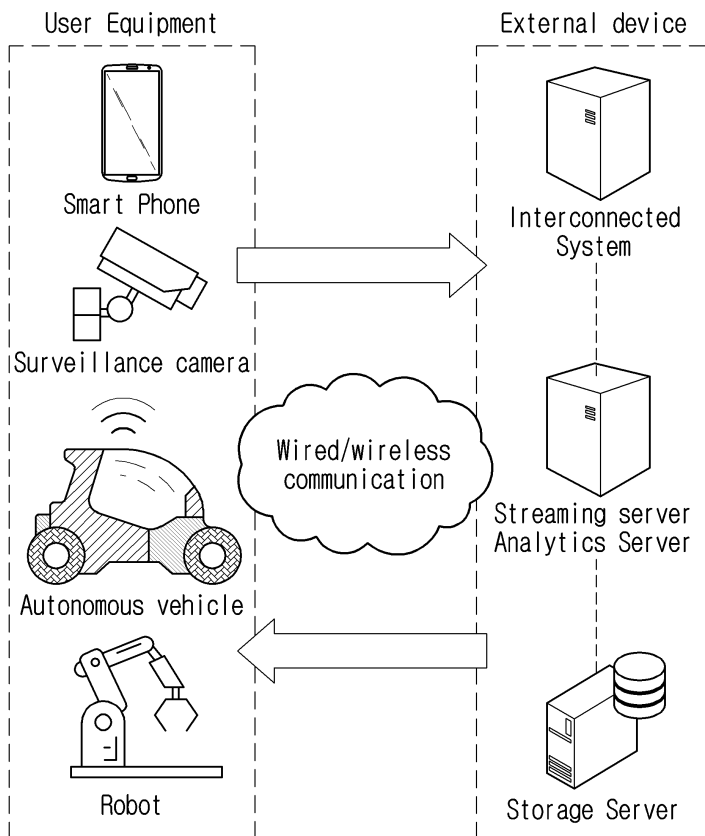 User Equipment
Smart Phone
Surveillance camera
Autonomous vehicle
Robot
Wired/wireless
communication
External device
Interconnected
System
Streaming server
Analytics Server
Storage Server